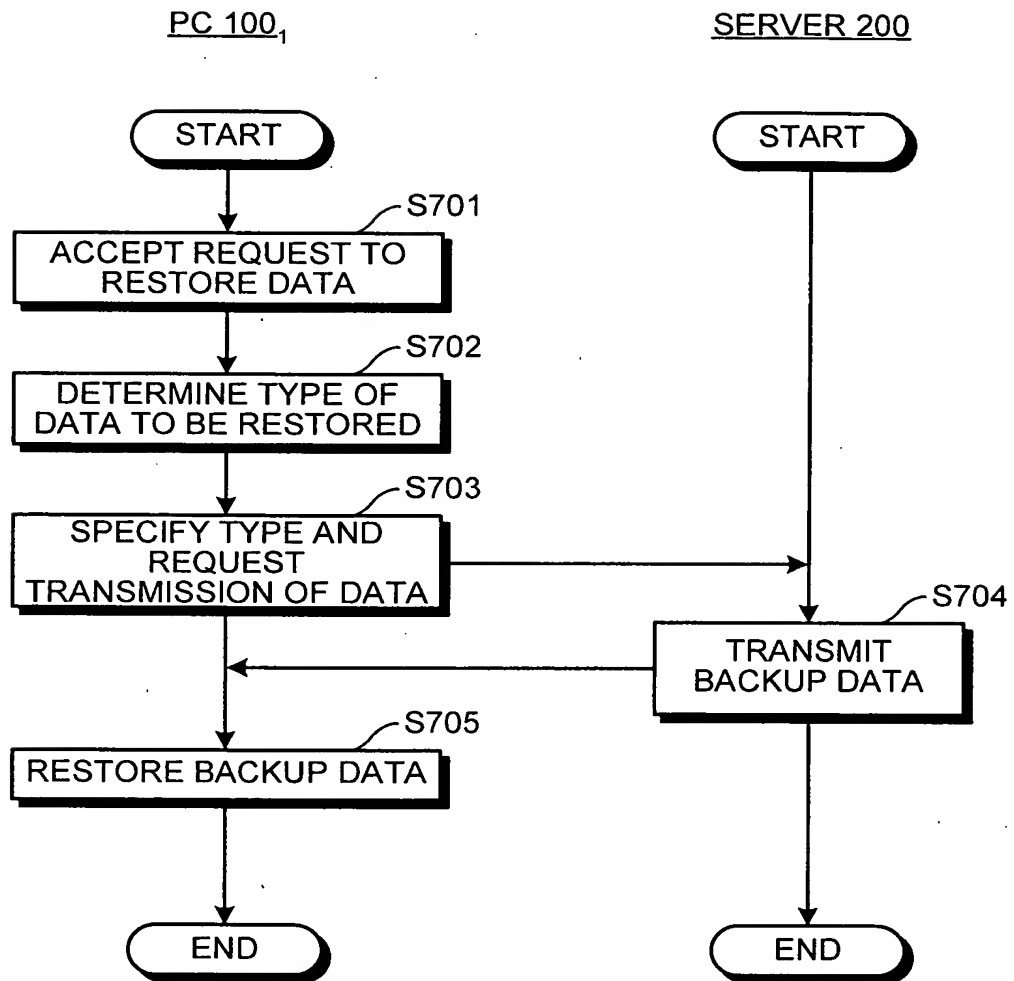 PC 100₁
SERVER 200
START
START
S701
ACCEPT REQUEST TO
RESTORE DATA
S702
DETERMINE TYPE OF
DATA TO BE RESTORED
S703
SPECIFY TYPE AND
REQUEST
TRANSMISSION OF DATA
S704
TRANSMIT
BACKUP DATA
S705
RESTORE BACKUP DATA
END
END